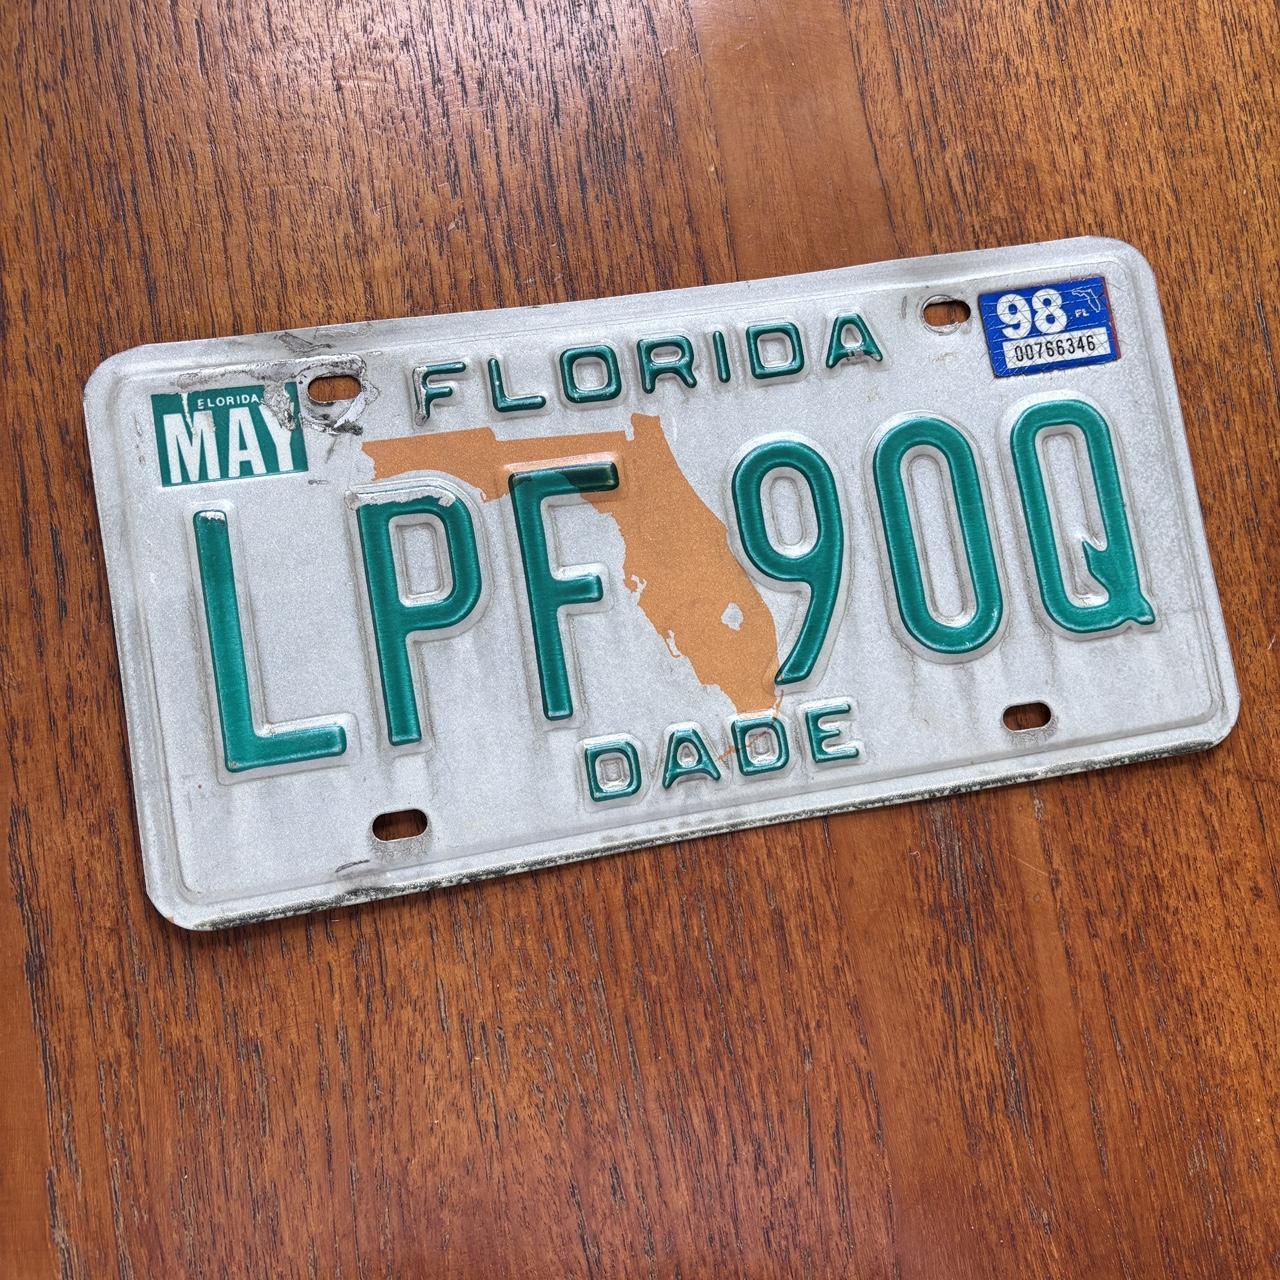 FLORIDA
98
FL
00766346
FLORIDA
MAY
LPF 90Q
DADE